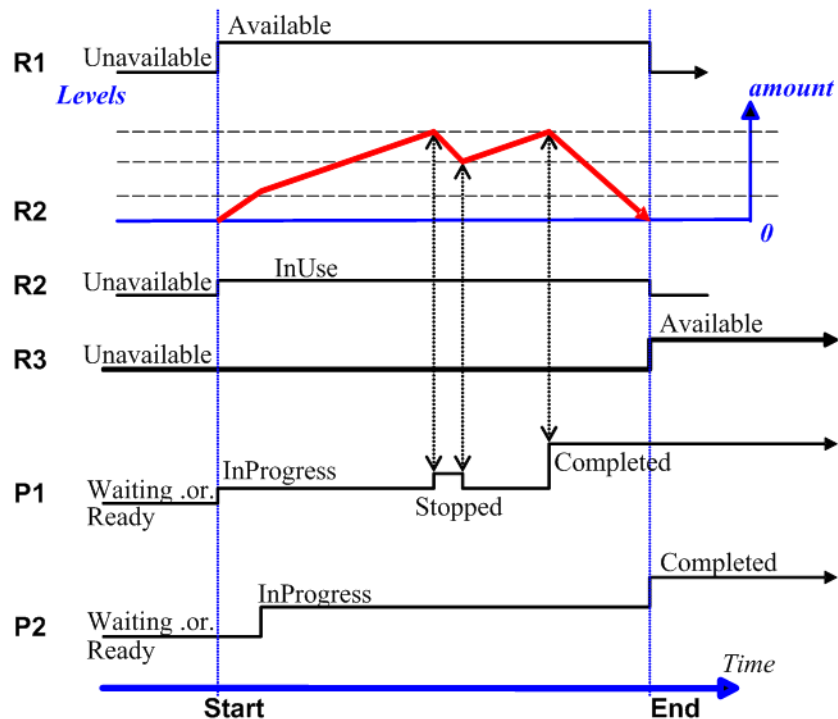 Available
R1
Unavailable
Levels
amount
R2
0
InUse
R2
Unavailable
Available
R3
Unavailable
InProgress
Completed
P1
Waiting .or.
Ready
Stopped
Completed
InProgress
P2
Waiting .or.
Ready
Time
Start
End